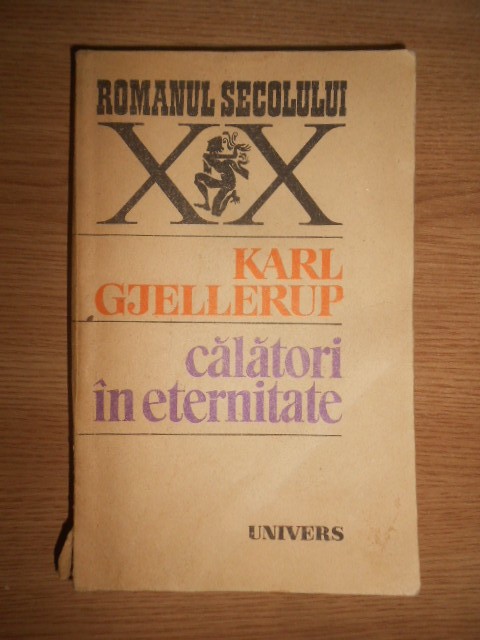 ROMANUL SECOLULUI
XX
KARL
GJELLERUP
călători
în eternitate
UNIVERS